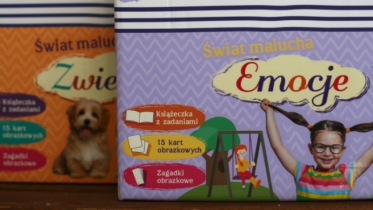 Świat malucha
Zwie
Książeczka
z zadaniami
15 kart
obrazkowych
Zagadki
obrazkowe
Świat malucha
Emocje
Książeczka
z zadaniami
15 kart
obrazkowych
Zagadki
obrazkowe